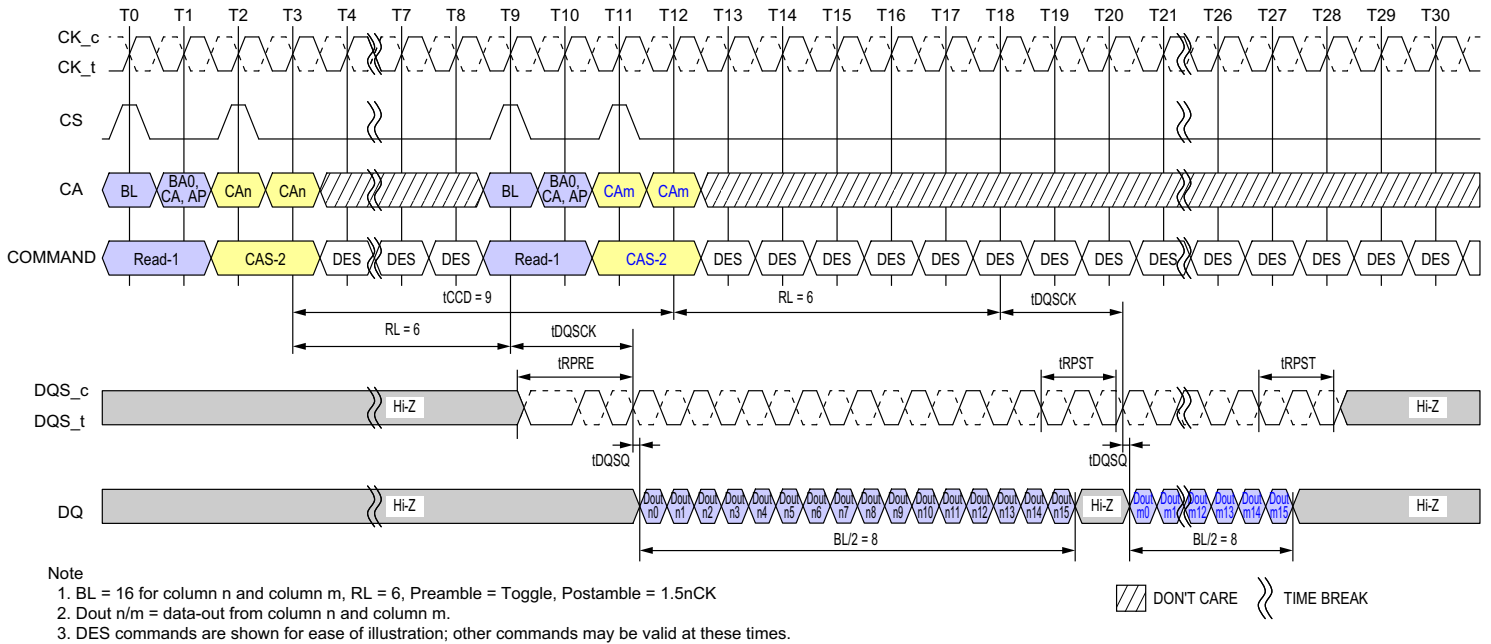 T0 T1 T2 T3 T4 T7 T8 T9 T10 T11 T12 T13 T14 T15 T16 T17 T18 T19 T20 T21 T26 T27 T28 T29 T30
CK_c
CK_t
CS
CA BL BA0, CA, AP CAn CAn BL BA0, CA, AP CAm CAm
COMMAND Read-1 CAS-2 DES DES DES Read-1 CAS-2 DES DES DES DES DES DES DES DES DES DES DES DES DES DES
tCCD = 9 RL = 6 tDQSCK
RL = 6 tDQSCK
tRPRE tRPST tRPST
DQS_c
DQS_t
Hi-Z Hi-Z
tDQSQ tDQSQ
DQ Hi-Z Dout n0 Dout n1 Dout n2 Dout n3 Dout n4 Dout n5 Dout n6 Dout n7 Dout n8 Dout n9 Dout n10 Dout n11 Dout n12 Dout n13 Dout n14 Dout n15 Hi-Z Dout m0 Dout m1 Dout m12 Dout m13 Dout m14 Dout m15 Hi-Z
BL/2 = 8 BL/2 = 8
Note
1. BL = 16 for column n and column m, RL = 6, Preamble = Toggle, Postamble = 1.5nCK
2. Dout n/m = data-out from column n and column m.
3. DES commands are shown for ease of illustration; other commands may be valid at these times.
DON'T CARE TIME BREAK